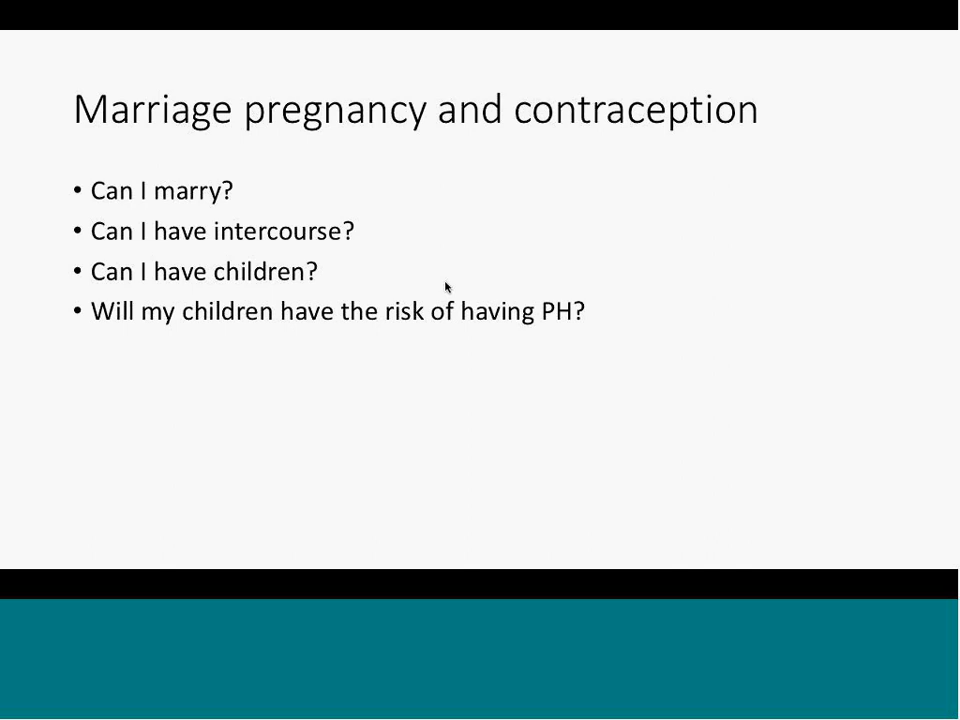 Marriage pregnancy and contraception
• Can I marry?
• Can I have intercourse?
• Can I have children?
• Will my children have the risk of having PH?